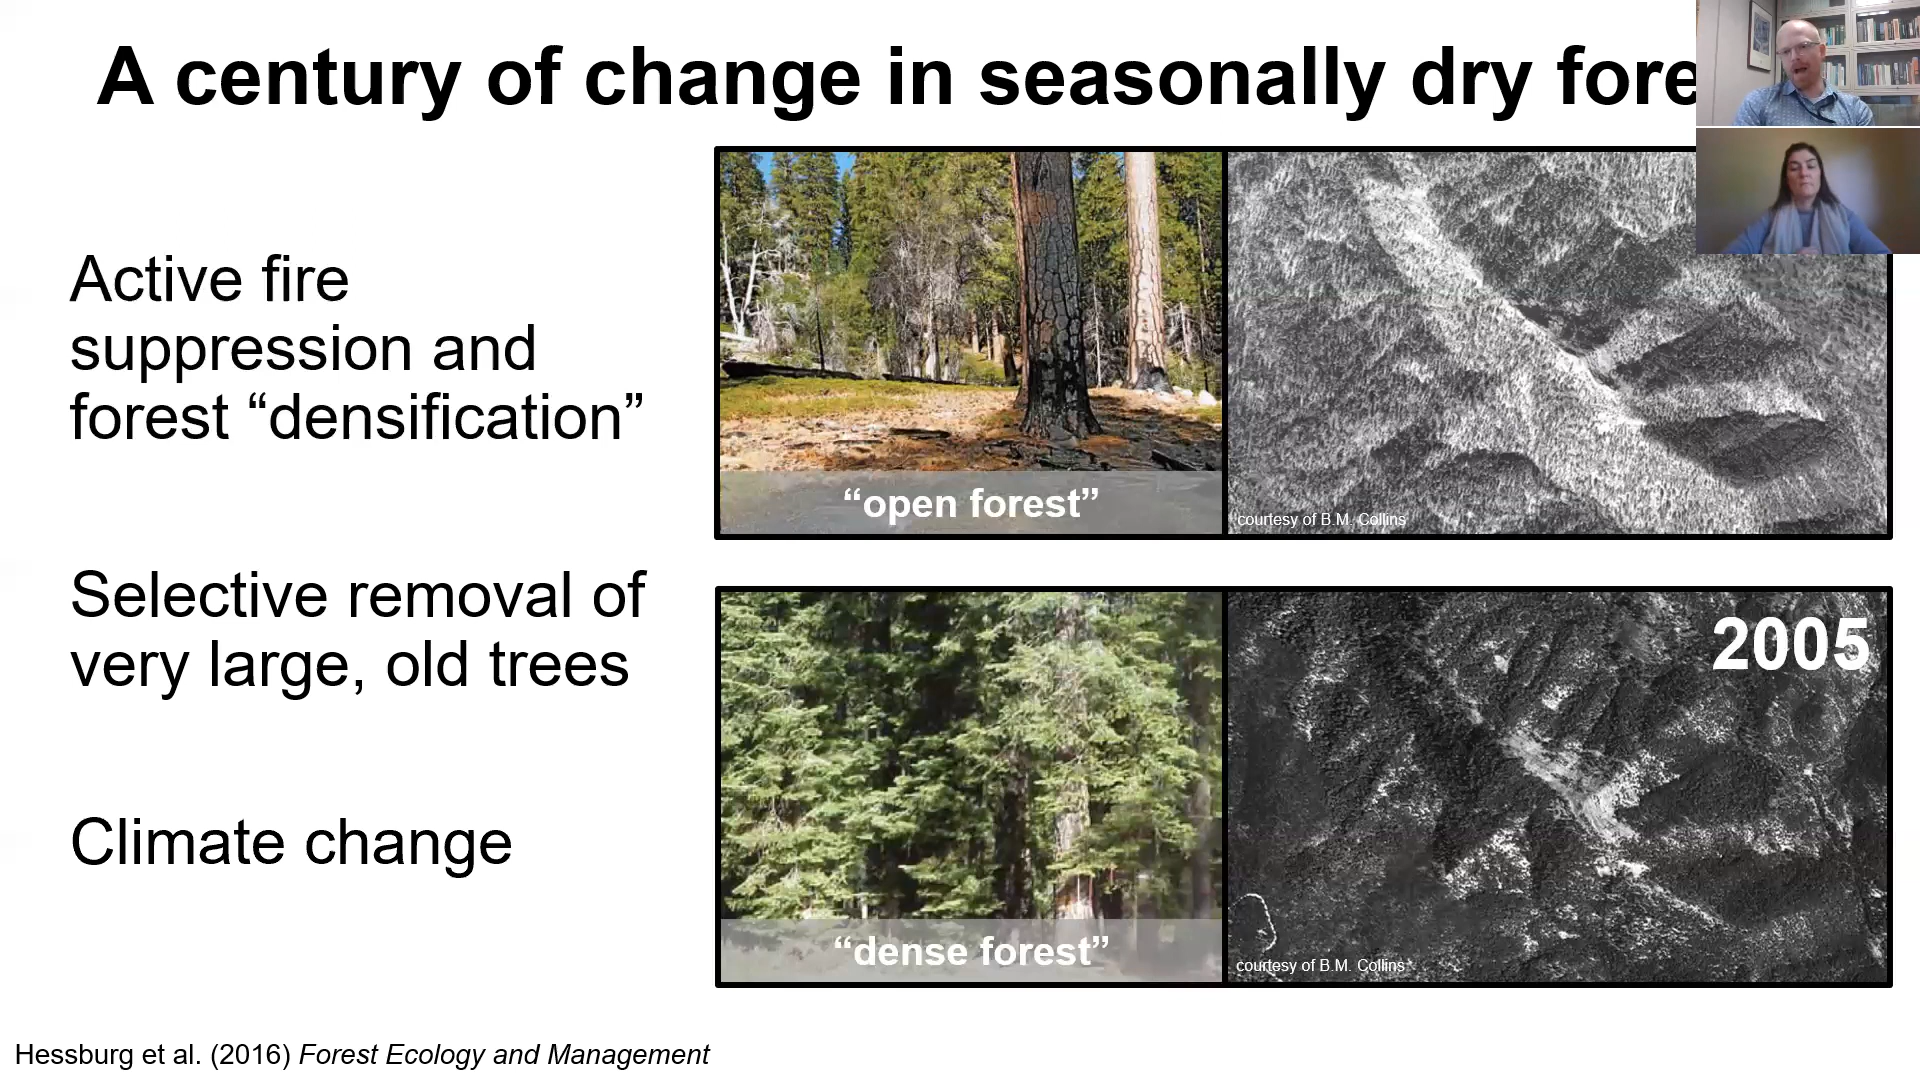 A century of change in seasonally dry fore
Active fire
suppression and
forest “densification”
Selective removal of
very large, old trees
Climate change
“open forest”
courtesy of B.M. Collins
2005
“dense forest”
courtesy of B.M. Collins
Hessburg et al. (2016) Forest Ecology and Management